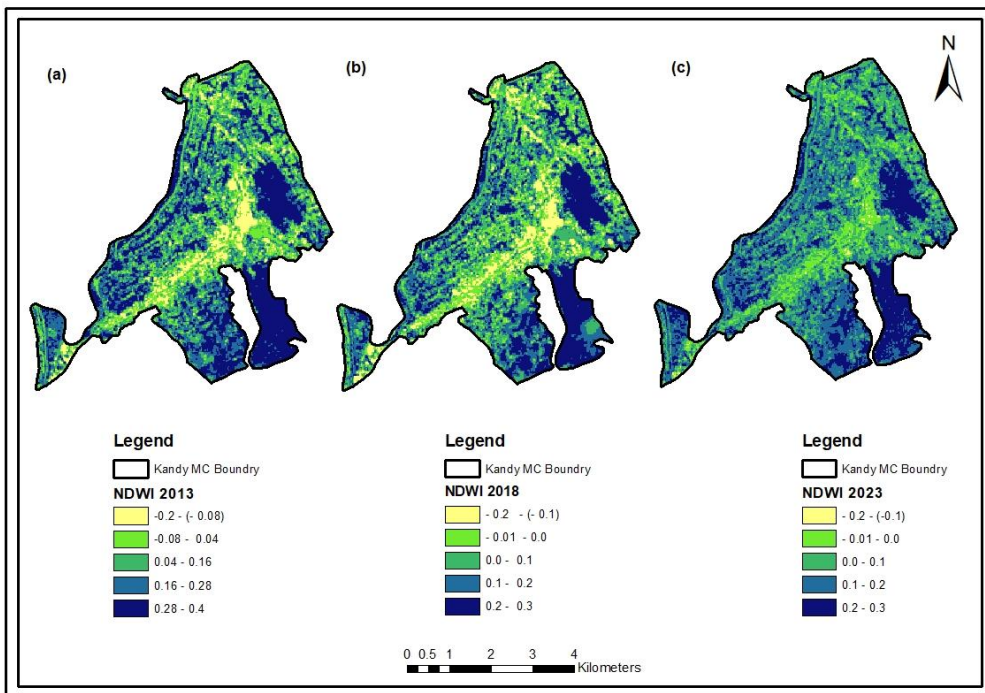 N
(a)
(b)
(c)
Legend
Kandy MC Boundry
NDWI 2013
-0.2 - (- 0.08)
-0.08 - 0.04
0.04 - 0.16
0.16 - 0.28
0.28 - 0.4
Legend
Kandy MC Boundry
NDWI 2018
- 0.2 - (- 0.1)
- 0.01 - 0.0
0.0 - 0.1
0.1 - 0.2
0.2 - 0.3
Legend
Kandy MC Boundry
NDWI 2023
- 0.2 - (-0.1)
- 0.01 - 0.0
0.0 - 0.1
0.1 - 0.2
0.2 - 0.3
0 0.5 1 2 3 4
Kilometers